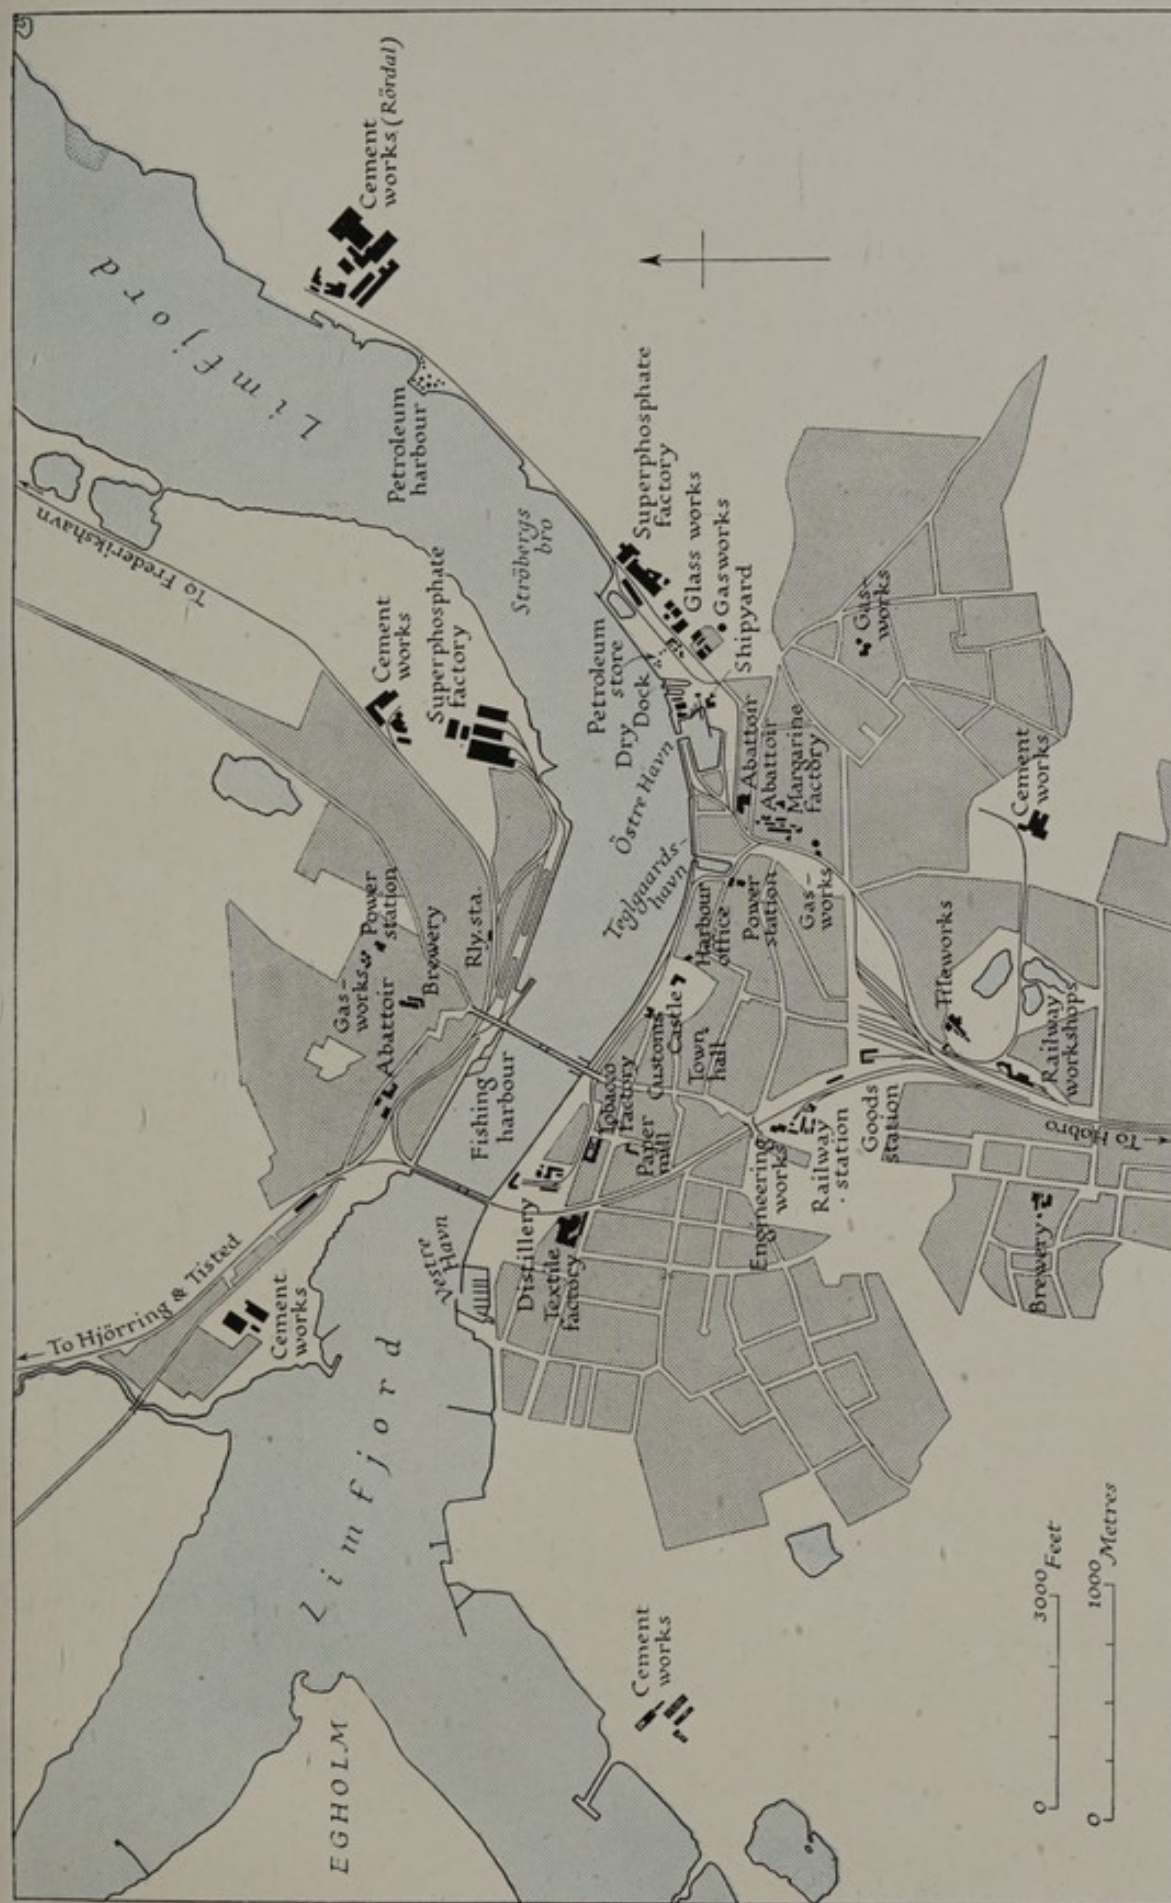 To Hjörring & Tisted
To Frederikshavn
Limfjord
Cement
works (Rördal)
Petroleum
harbour
Cement
works
Superphosphate
factory
Ströbergs
bro
Gas-
works
Power
station
Abattoir
Brewery
Rly. sta.
Fishing
harbour
Cement
works
Limfjord
EGHOLM
Vestre
Havn
Distillery
Textile
factory
Tobacco
factory
Paper
mill
Customs
Castle
Town
hall
Harbour
office
Teglgaards-
havn
Östre Havn
Dry
Dock
Petroleum
store
Superphosphate
factory
Glass works
Gasworks
Shipyard
Abattoir
Abattoir
Margarine
factory
Power
station
Gas-
works
Gas-
works
Cement
works
Tileworks
Railway
workshops
Goods
station
Railway
station
Engineering
works
Brewery
To Hobro
Cement
works
0 3000 Feet
0 1000 Metres